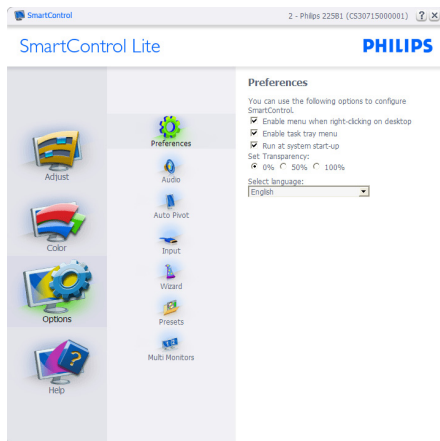 SmartControl
2 - Philips 225B1 (CS30715000001)
SmartControl Lite
PHILIPS
Adjust
Color
Options
Help
Preferences
Audio
Auto Pivot
Input
Wizard
Presets
Multi Monitors
Preferences
You can use the following options to configure
SmartControl.
Enable menu when right-clicking on desktop
Enable task tray menu
Run at system start-up
Set Transparency:
0% 50% 100%
Select language:
English